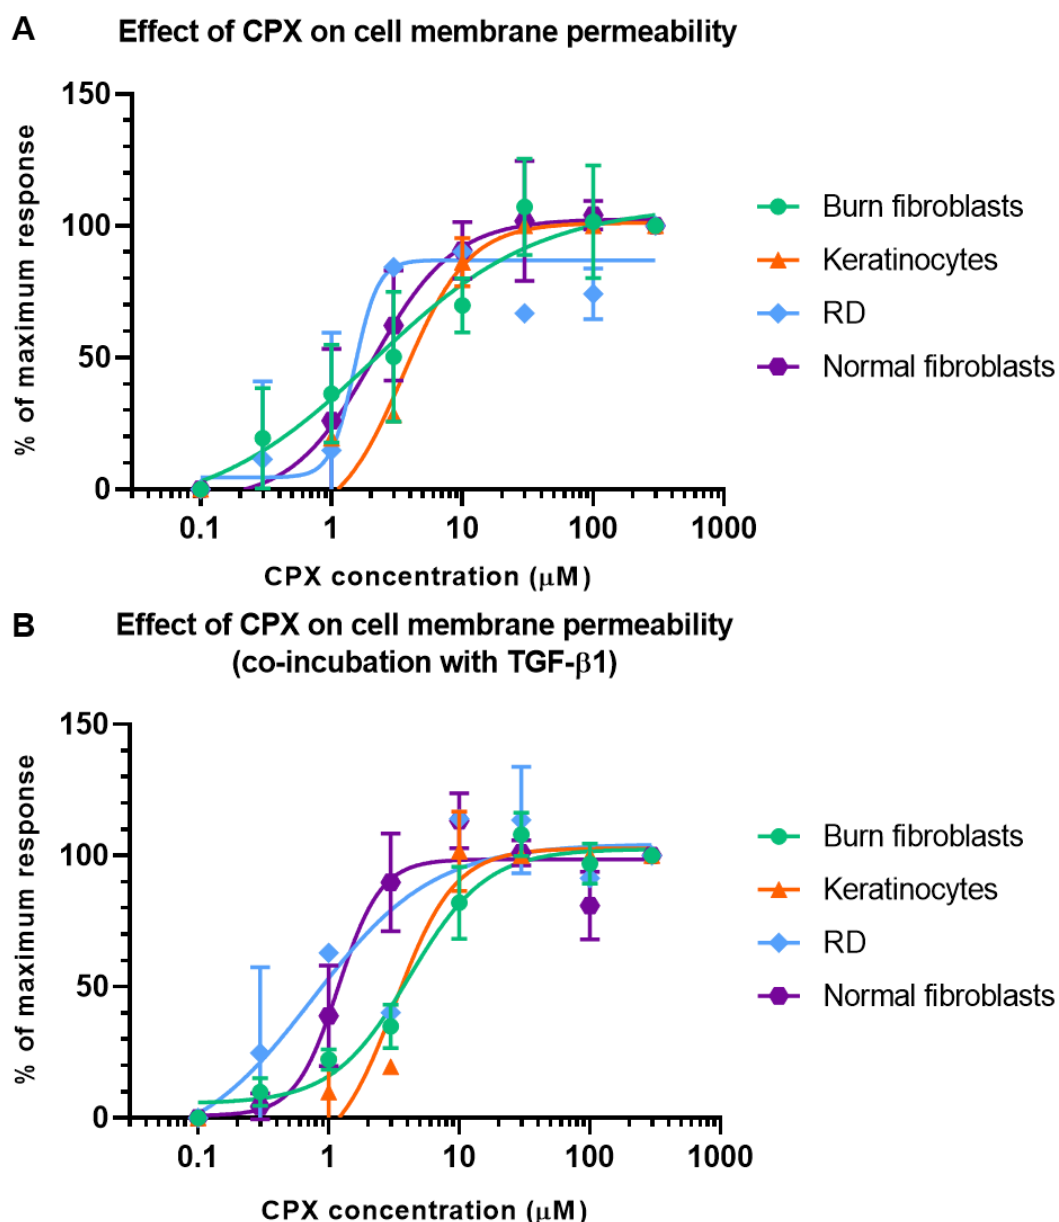 A
Effect of CPX on cell membrane permeability
150
100
50
0
% of maximum response
0.1 1 10 100 1000
CPX concentration (μM)
Burn fibroblasts
Keratinocytes
RD
Normal fibroblasts
B
Effect of CPX on cell membrane permeability
(co-incubation with TGF-β1)
150
100
50
0
% of maximum response
0.1 1 10 100 1000
CPX concentration (μM)
Burn fibroblasts
Keratinocytes
RD
Normal fibroblasts